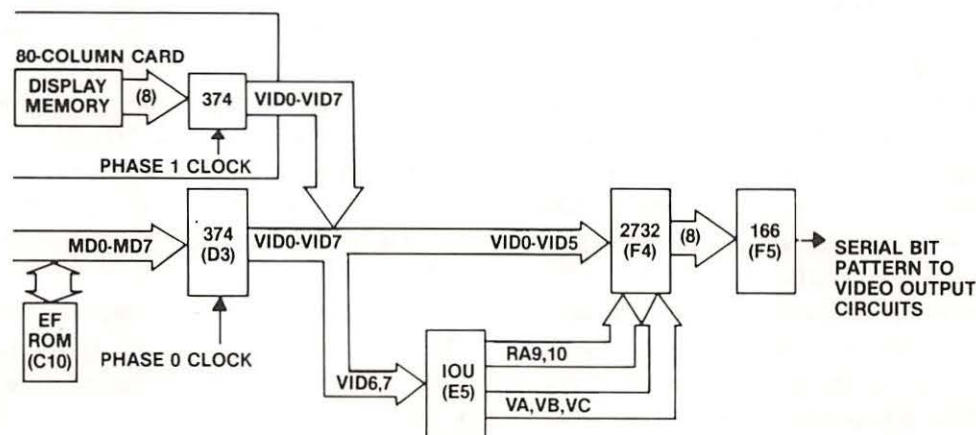 80-COLUMN CARD
DISPLAY
MEMORY
(8)
374
VID0-VID7
PHASE 1 CLOCK
MD0-MD7
374
(D3)
VID0-VID7
VID0-VID5
2732
(F4)
(8)
166
(F5)
SERIAL BIT
PATTERN TO
VIDEO OUTPUT
CIRCUITS
EF
ROM
(C10)
PHASE 0 CLOCK
VID6,7
IOU
(E5)
RA9,10
VA,VB,VC